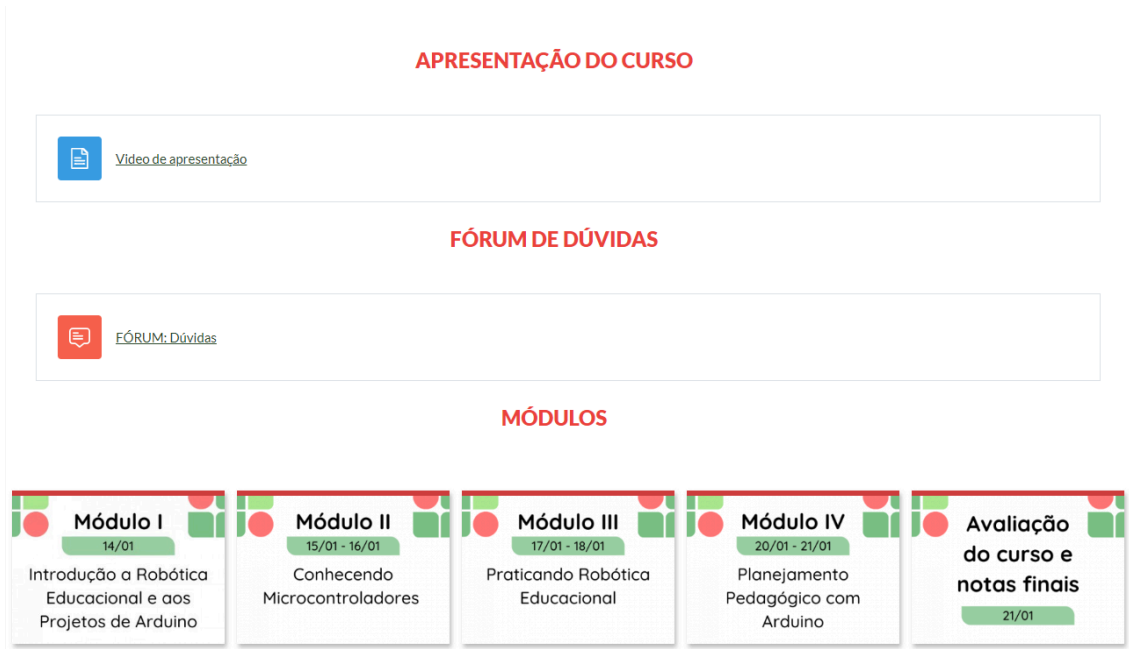 APRESENTAÇÃO DO CURSO
Video de apresentação
FÓRUM DE DÚVIDAS
FÓRUM: Dúvidas
MÓDULOS
Módulo I
14/01
Introdução a Robótica
Educacional e aos
Projetos de Arduino
Módulo II
15/01 - 16/01
Conhecendo
Microcontroladores
Módulo III
17/01 - 18/01
Praticando Robótica
Educacional
Módulo IV
20/01 - 21/01
Planejamento
Pedagógico com
Arduino
Avaliação
do curso e
notas finais
21/01